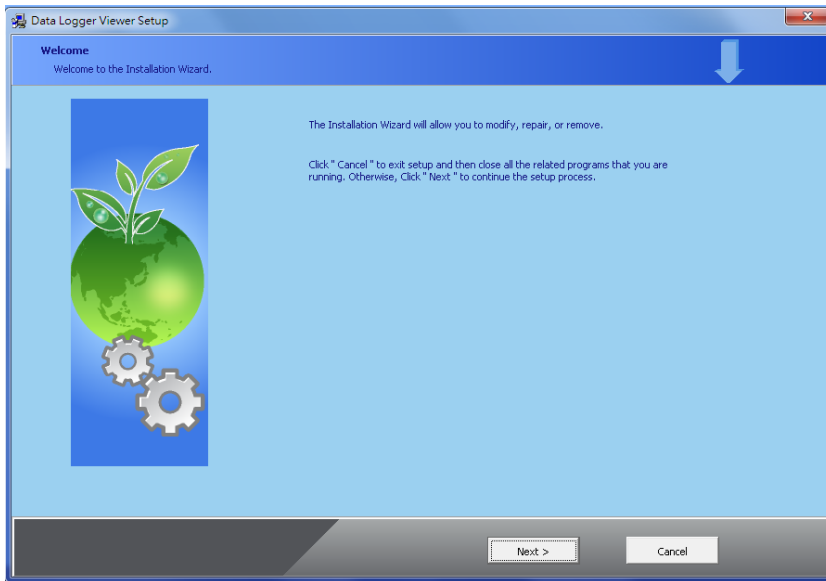 Data Logger Viewer Setup
Welcome
Welcome to the Installation Wizard.
The Installation Wizard will allow you to modify, repair, or remove.
Click " Cancel " to exit setup and then close all the related programs that you are
running. Otherwise, Click " Next " to continue the setup process.
Next >
Cancel